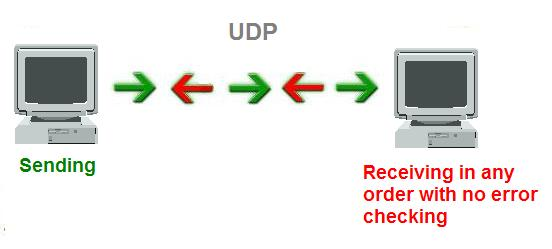 UDP
Sending
Receiving in any
order with no error
checking